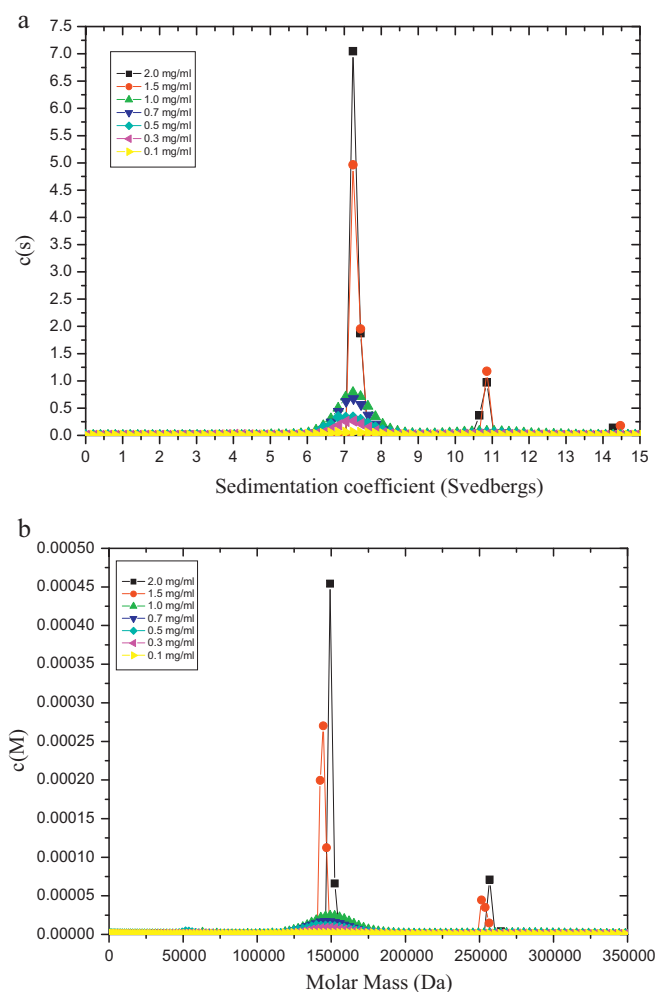 a
7.5
7.0
6.5
6.0
5.5
5.0
4.5
4.0
3.5
3.0
2.5
2.0
1.5
1.0
0.5
0.0
c(s)
2.0 mg/ml
1.5 mg/ml
1.0 mg/ml
0.7 mg/ml
0.5 mg/ml
0.3 mg/ml
0.1 mg/ml
0 1 2 3 4 5 6 7 8 9 10 11 12 13 14 15
Sedimentation coefficient (Svedbergs)
b
0.00050
0.00045
0.00040
0.00035
0.00030
0.00025
0.00020
0.00015
0.00010
0.00005
0.00000
c(M)
2.0 mg/ml
1.5 mg/ml
1.0 mg/ml
0.7 mg/ml
0.5 mg/ml
0.3 mg/ml
0.1 mg/ml
0 50000 100000 150000 200000 250000 300000 350000
Molar Mass (Da)